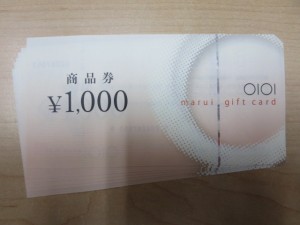 商品券
¥1,000
OIOI
marui gift card